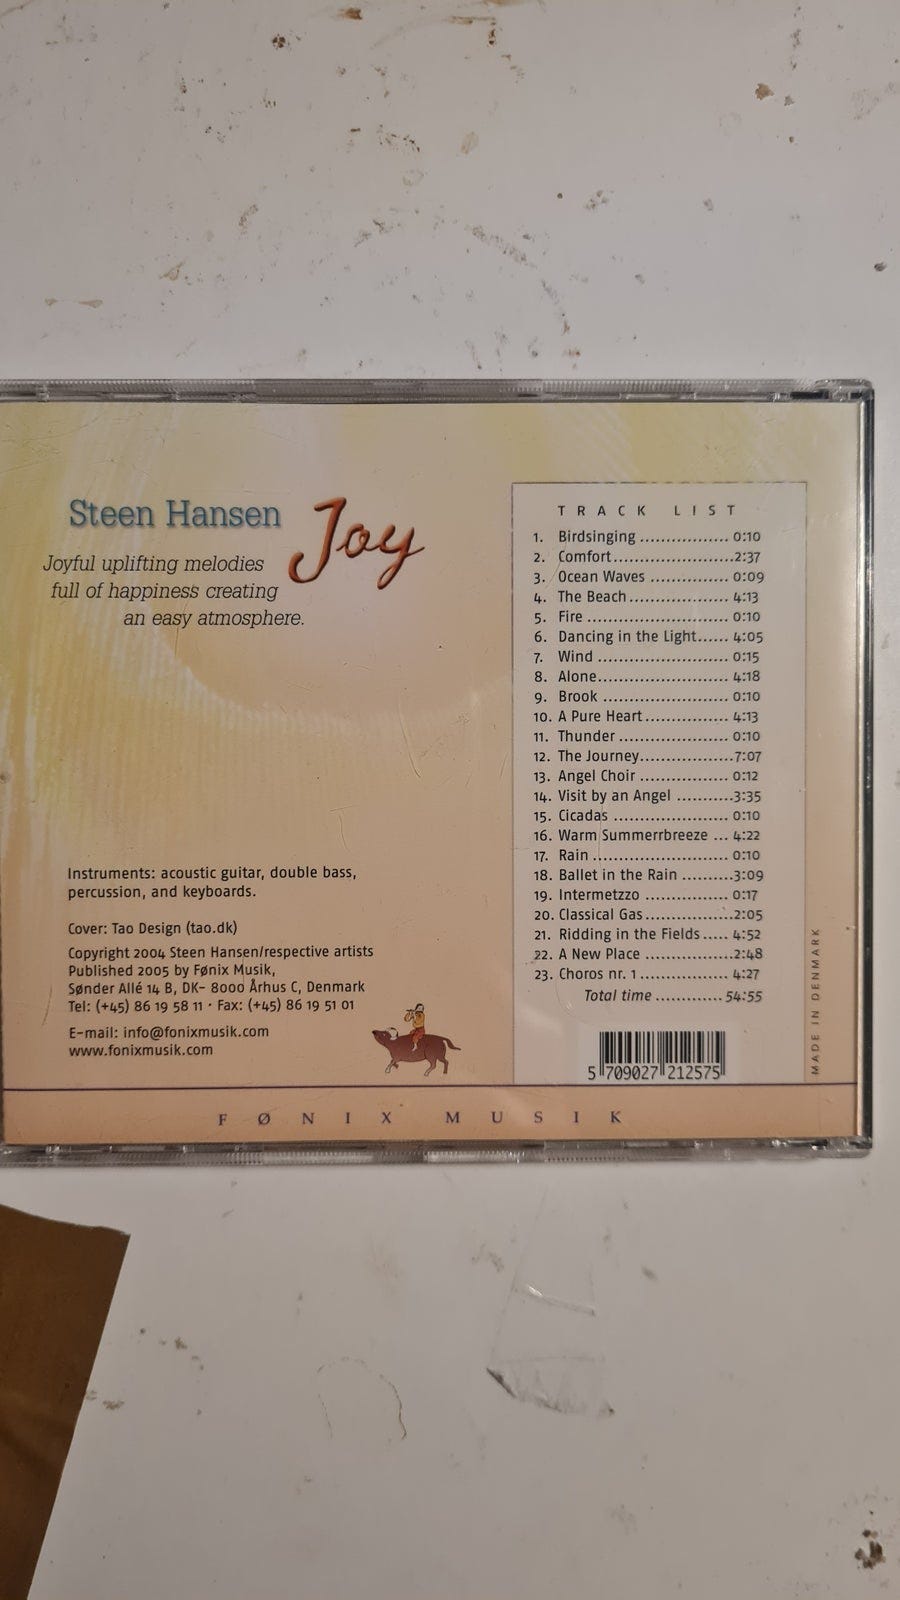 Steen Hansen
Joy
Joyful uplifting melodies
full of happiness creating
an easy atmosphere.
Instruments: acoustic guitar, double bass,
percussion, and keyboards.
Cover: Tao Design (tao.dk)
Copyright 2004 Steen Hansen/respective artists
Published 2005 by Fønix Musik,
Sønder Allé 14 B, DK- 8000 Århus C, Denmark
Tel: (+45) 86 19 58 11 · Fax: (+45) 86 19 51 01
E-mail: info@fonixmusik.com
www.fonixmusik.com
TRACK LIST
1. Birdsinging ................ 0:10
2. Comfort......................2:37
3. Ocean Waves .............. 0:09
4. The Beach.................. 4:13
5. Fire .......................... 0:10
6. Dancing in the Light...... 4:05
7. Wind ........................ 0:15
8. Alone........................ 4:18
9. Brook ....................... 0:10
10. A Pure Heart............... 4:13
11. Thunder .................... 0:10
12. The Journey.................7:07
13. Angel Choir ................ 0:12
14. Visit by an Angel ...........3:35
15. Cicadas ..................... 0:10
16. Warm Summerrbreeze ... 4:22
17. Rain ......................... 0:10
18. Ballet in the Rain ..........3:09
19. Intermetzzo ............... 0:17
20. Classical Gas................2:05
21. Ridding in the Fields..... 4:52
22. A New Place ................2:48
23. Choros nr. 1 ............... 4:27
Total time ............ 54:55
5 709027 212575
MADE IN DENMARK
FØNIX MUSIK